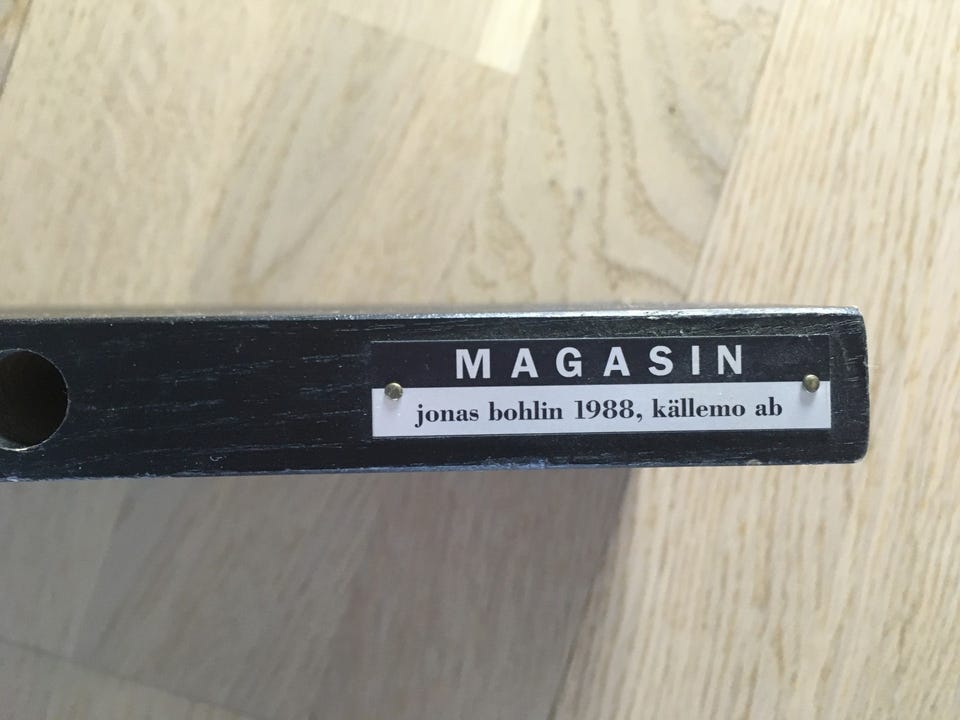 MAGASIN
jonas bohlin 1988, källemo ab